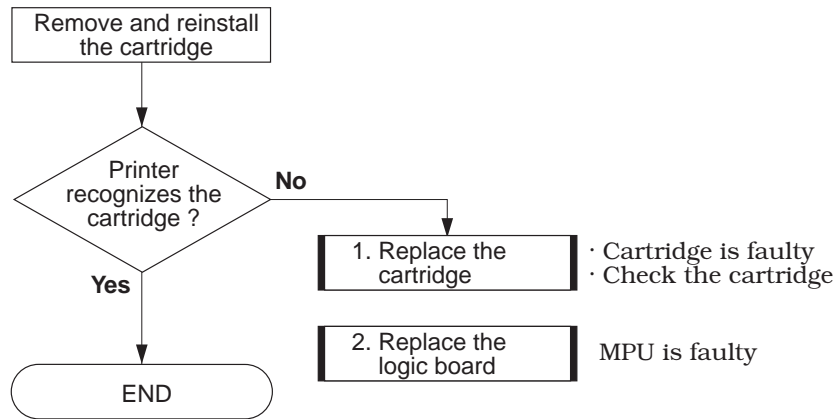 Remove and reinstall
the cartridge
Printer
recognizes the
cartridge ?
No
Yes
1. Replace the
cartridge
· Cartridge is faulty
· Check the cartridge
2. Replace the
logic board
MPU is faulty
END